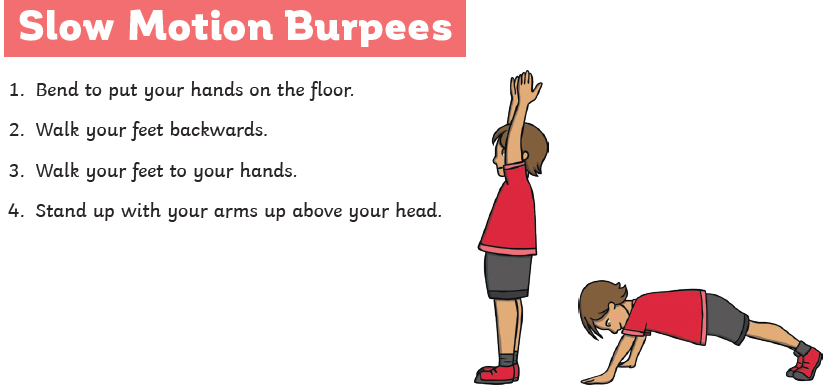 Slow Motion Burpees
1. Bend to put your hands on the floor.
2. Walk your feet backwards.
3. Walk your feet to your hands.
4. Stand up with your arms up above your head.